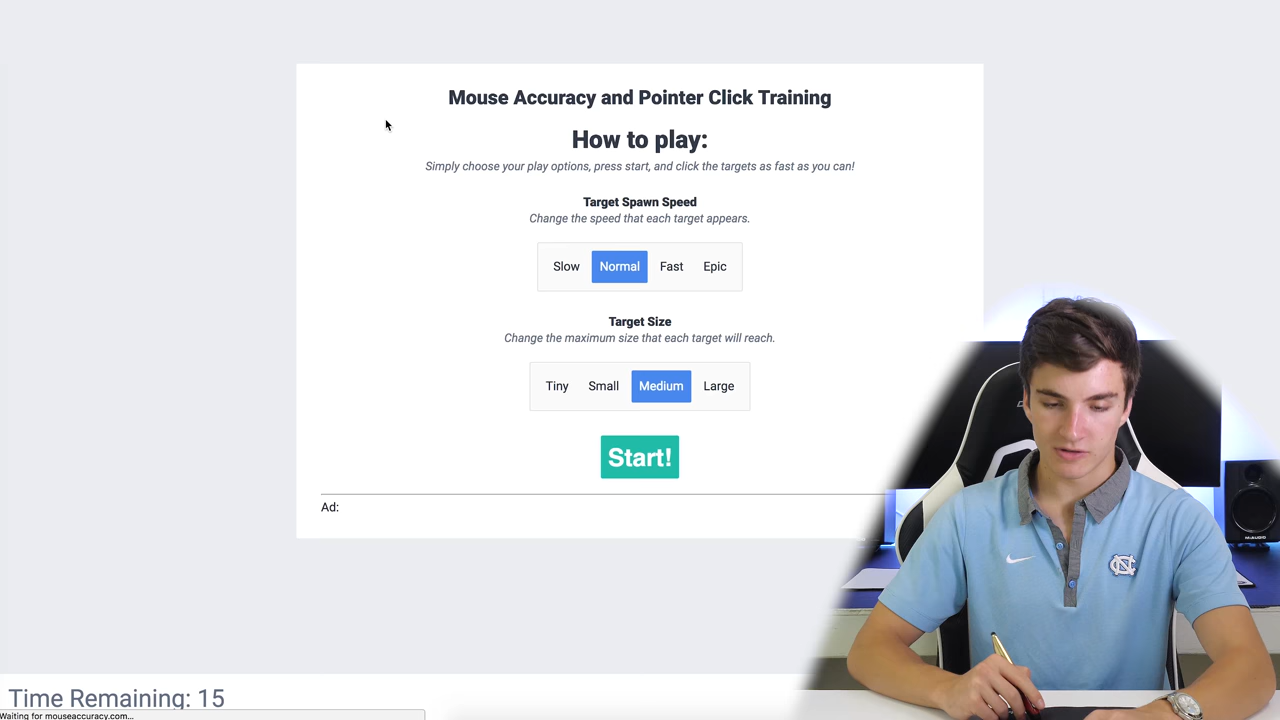 Mouse Accuracy and Pointer Click Training
How to play:
Simply choose your play options, press start, and click the targets as fast as you can!
Target Spawn Speed
Change the speed that each target appears.
Slow Normal Fast Epic
Target Size
Change the maximum size that each target will reach.
Tiny Small Medium Large
Start!
Ad:
M-AUDIO
NC
Time Remaining: 15
Waiting for mouseaccuracy.com...